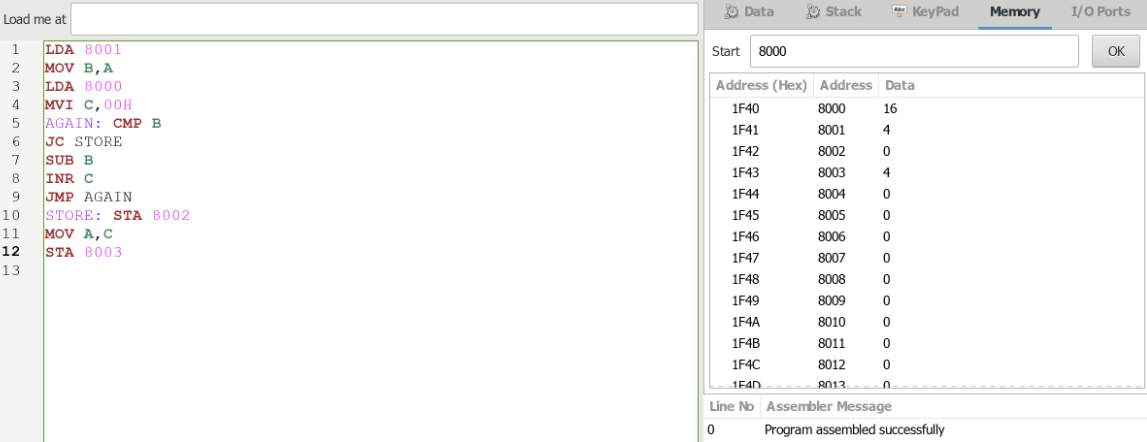 Load me at
1 LDA 8001
2 MOV B,A
3 LDA 8000
4 MVI C,00H
5 AGAIN: CMP B
6 JC STORE
7 SUB B
8 INR C
9 JMP AGAIN
10 STORE: STA 8002
11 MOV A,C
12 STA 8003
13
Data Stack KeyPad Memory I/O Ports
Start 8000 OK
Address (Hex) Address Data
1F40 8000 16
1F41 8001 4
1F42 8002 0
1F43 8003 4
1F44 8004 0
1F45 8005 0
1F46 8006 0
1F47 8007 0
1F48 8008 0
1F49 8009 0
1F4A 8010 0
1F4B 8011 0
1F4C 8012 0
1F4D 8013 0
Line No Assembler Message
0 Program assembled successfully